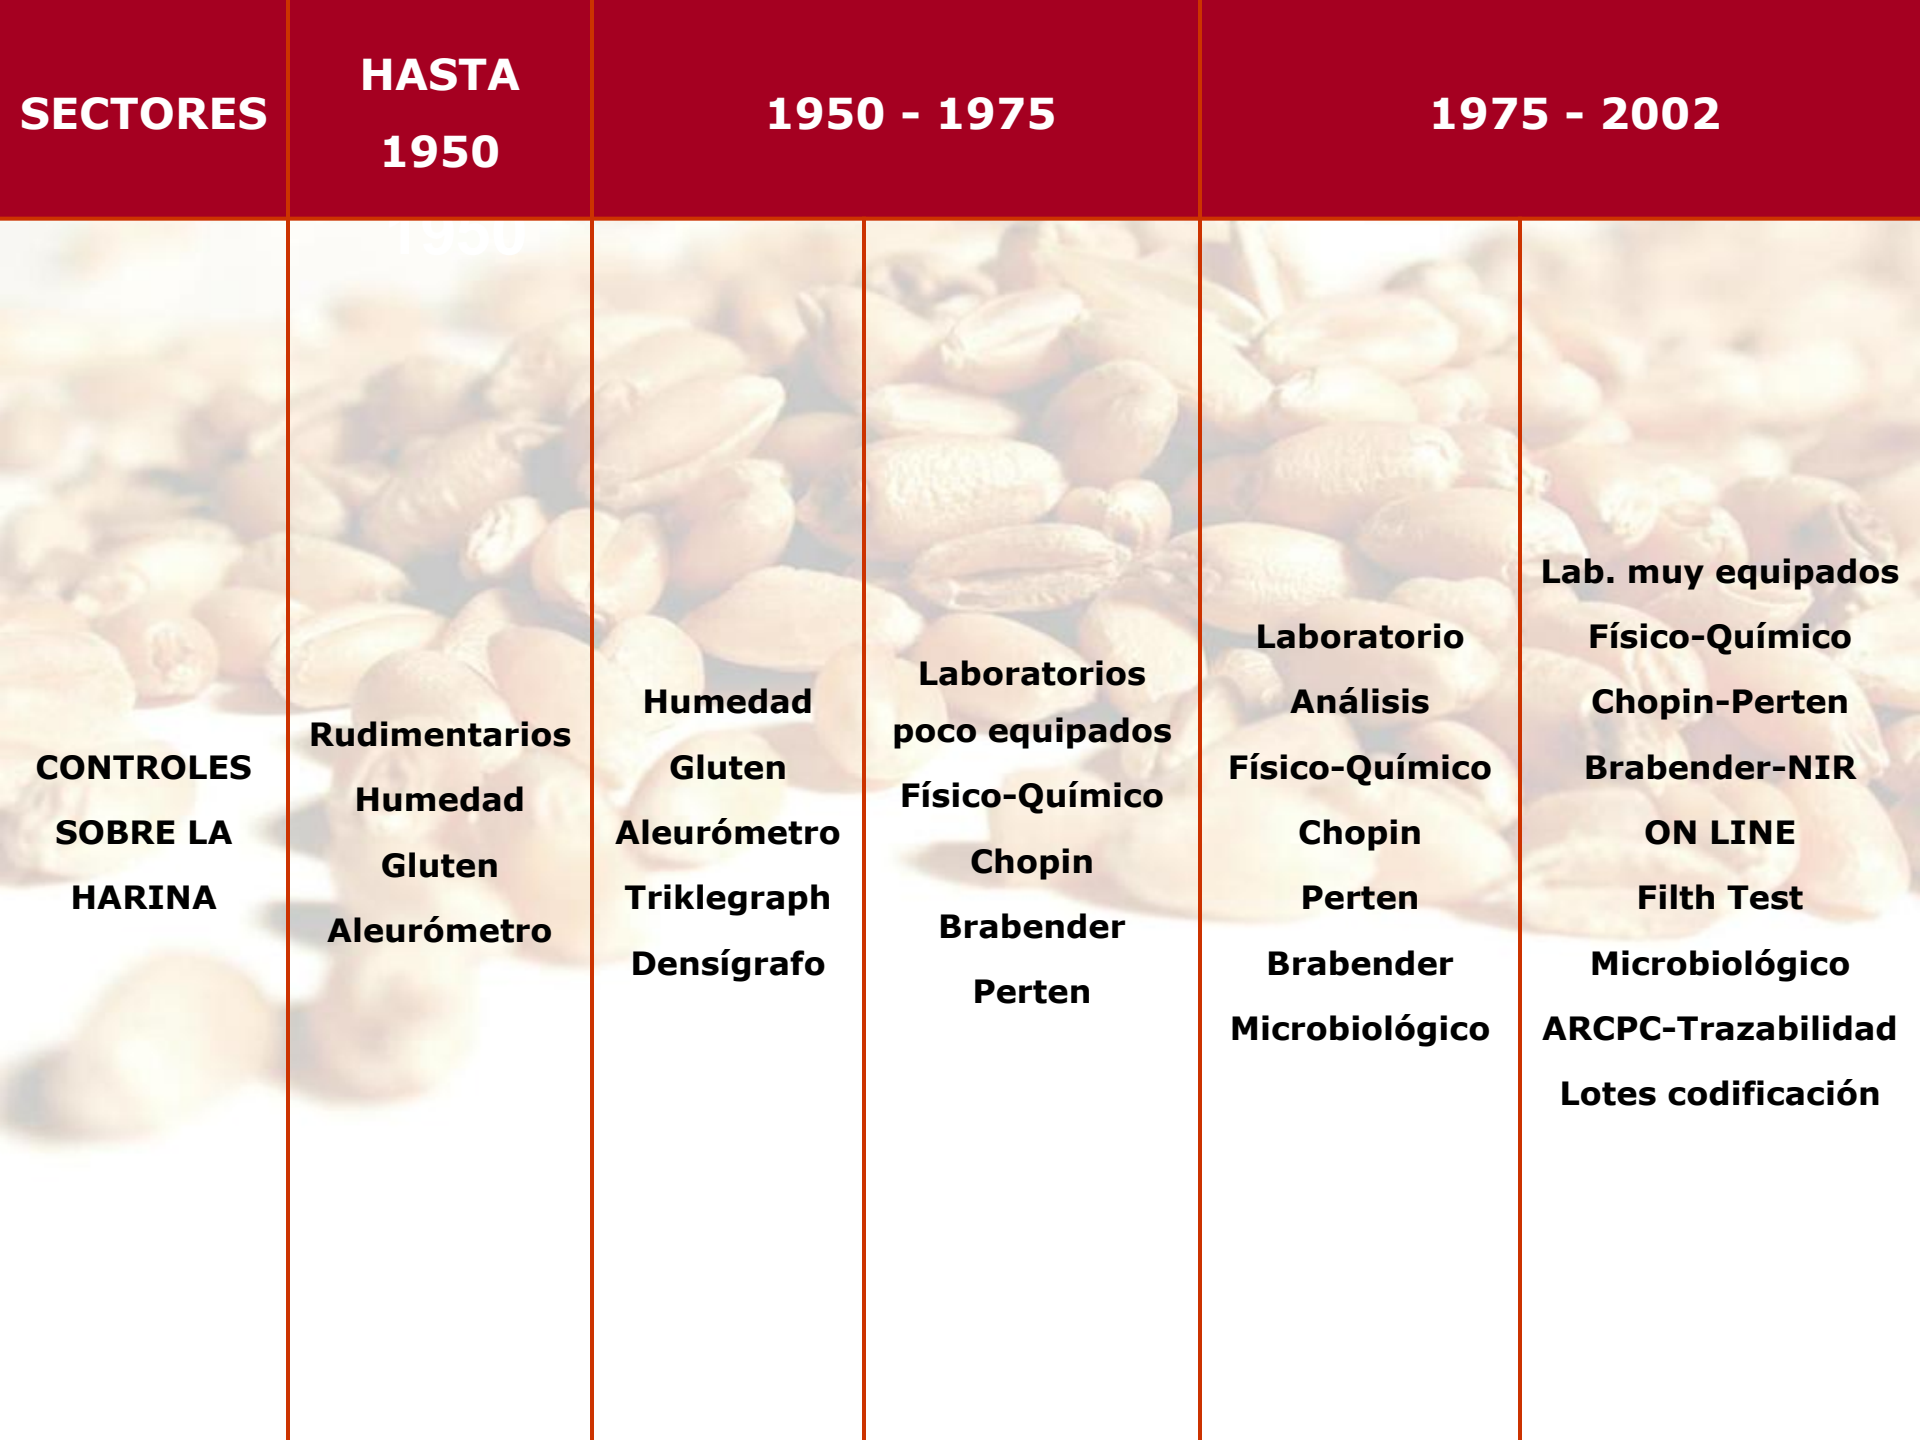 SECTORES
HASTA
1950
1950 - 1975
1975 - 2002
1950
CONTROLES
SOBRE LA
HARINA
Rudimentarios
Humedad
Gluten
Aleurómetro
Humedad
Gluten
Aleurómetro
Triklegraph
Densígrafo
Laboratorios
poco equipados
Físico-Químico
Chopin
Brabender
Perten
Laboratorio
Análisis
Físico-Químico
Chopin
Perten
Brabender
Microbiológico
Lab. muy equipados
Físico-Químico
Chopin-Perten
Brabender-NIR
ON LINE
Filth Test
Microbiológico
ARCPC-Trazabilidad
Lotes codificación